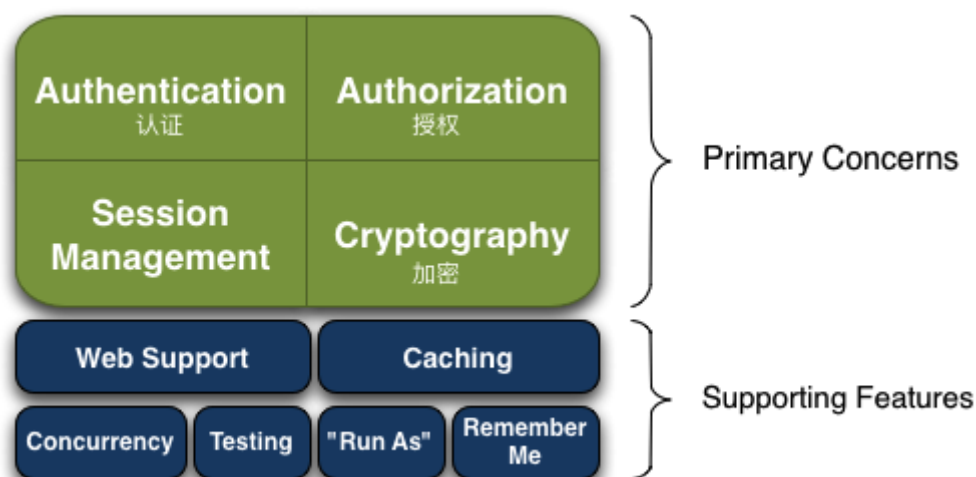 Authentication
认证
Authorization
授权
Session
Management
Cryptography
加密
Primary Concerns
Web Support
Caching
Concurrency
Testing
"Run As"
Remember
Me
Supporting Features